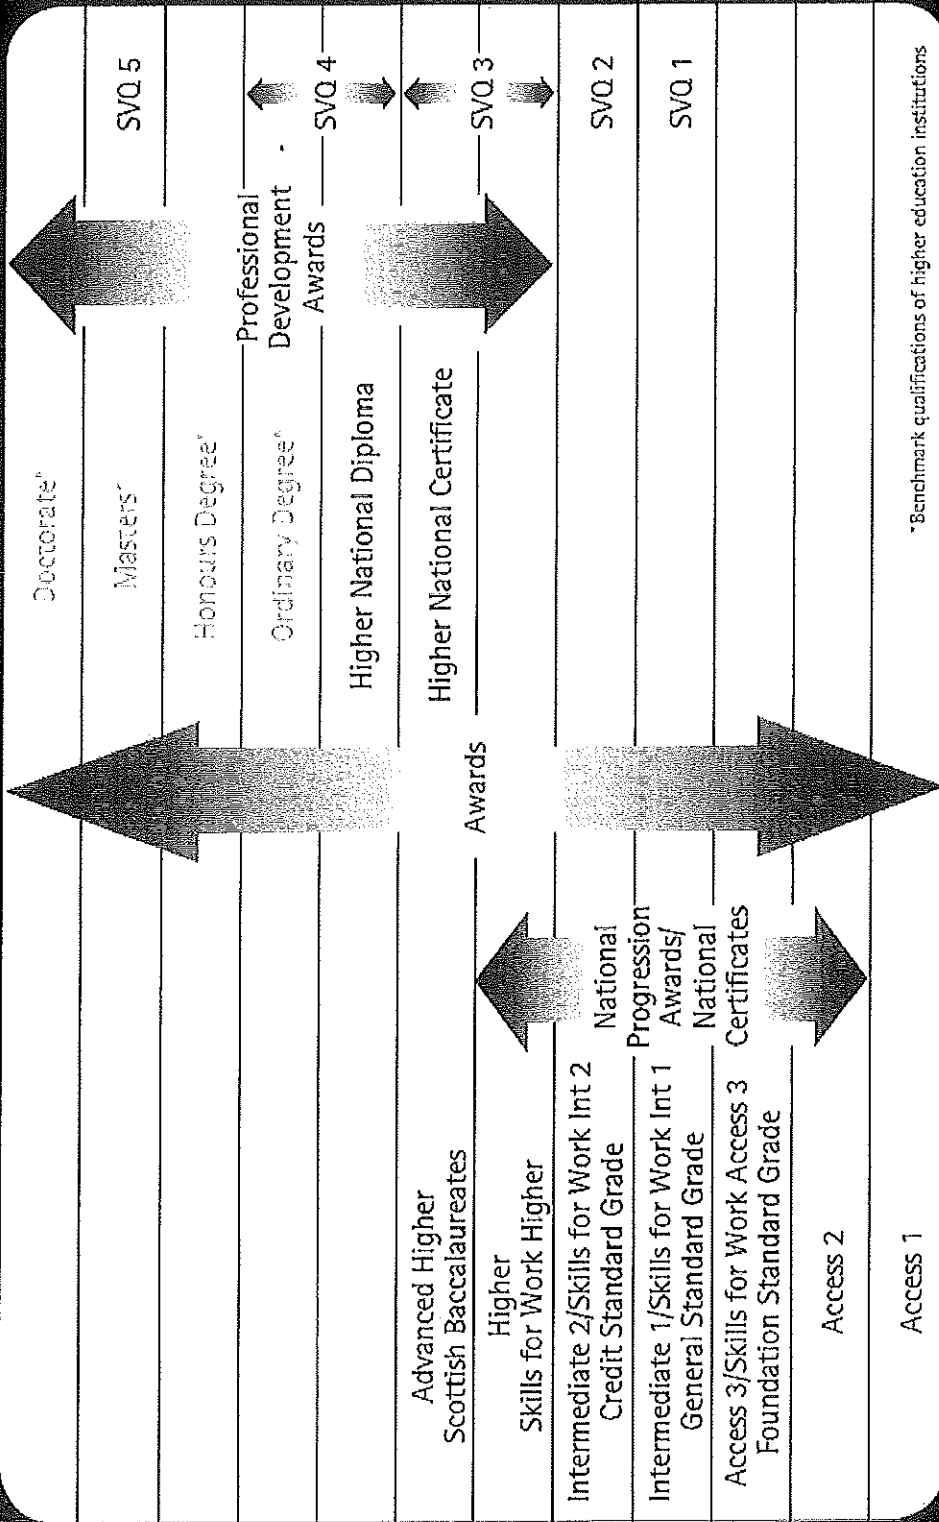 Doctorate*
Masters*
SVQ 5
Honours Degree*
Ordinary Degree*
Professional
Development
Awards
SVQ 4
Higher National Diploma
Advanced Higher
Scottish Baccalaureates
Higher National Certificate
Awards
SVQ 3
Higher
Skills for Work Higher
Intermediate 2/Skills for Work Int 2
Credit Standard Grade
SVQ 2
National
Progression
Awards/
National
Certificates
Intermediate 1/Skills for Work Int 1
General Standard Grade
SVQ 1
Access 3/Skills for Work Access 3
Foundation Standard Grade
Access 2
Access 1
*Benchmark qualifications of higher education institutions